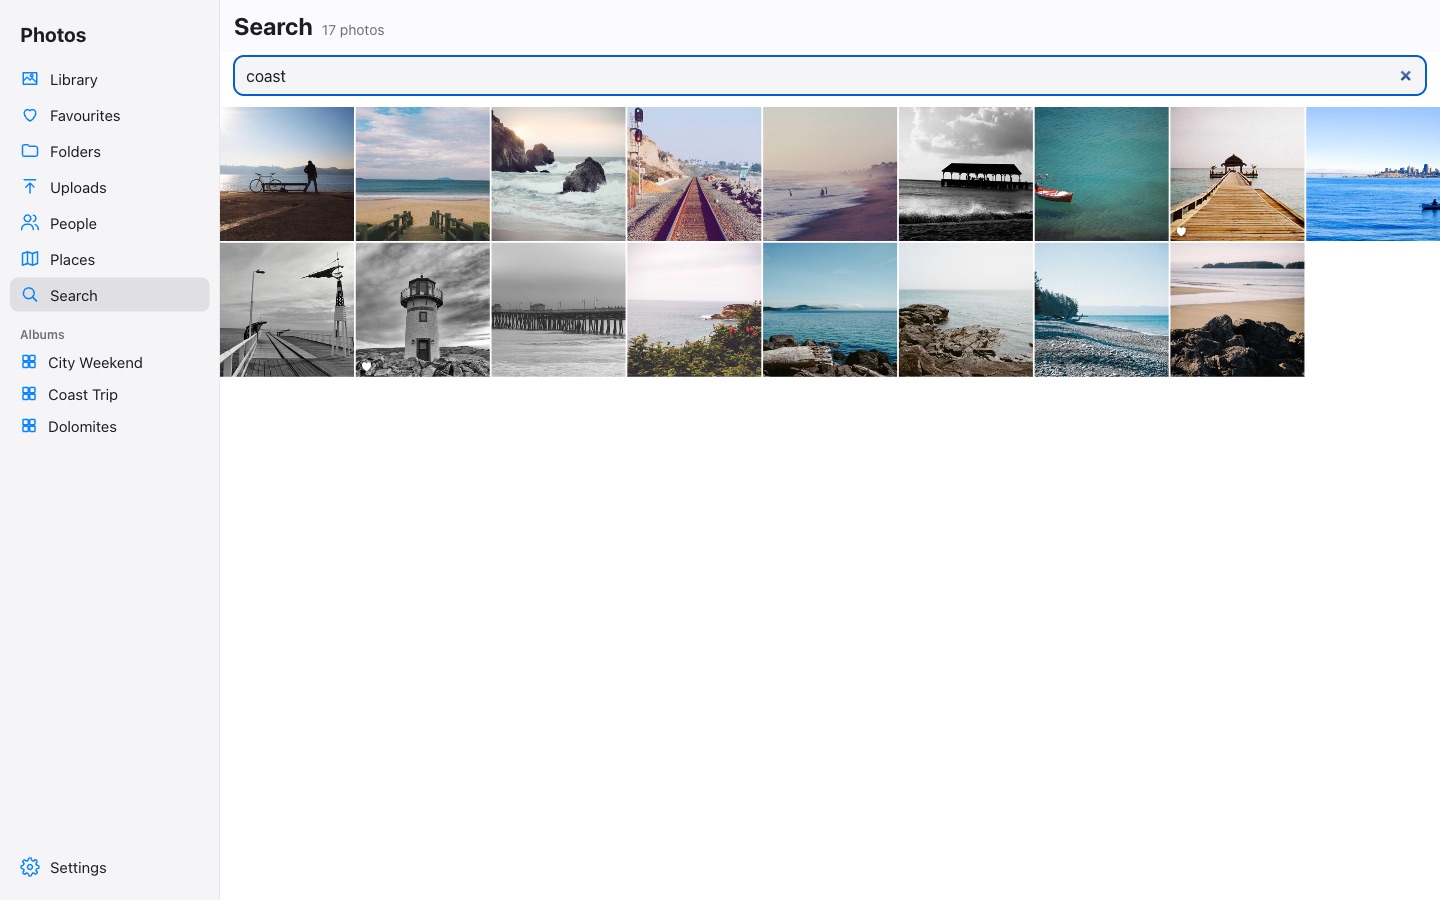 Photos
Library
Favourites
Folders
Uploads
People
Places
Search
Albums
City Weekend
Coast Trip
Dolomites
Settings
Search 17 photos
coast